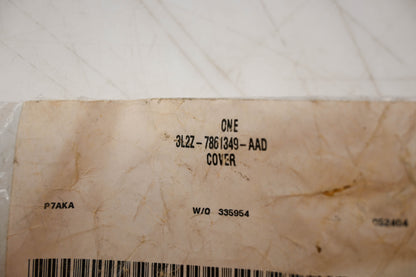 ONE
3L2Z-7861349-AAD
COVER
P7AKA
W/O 335954
052404